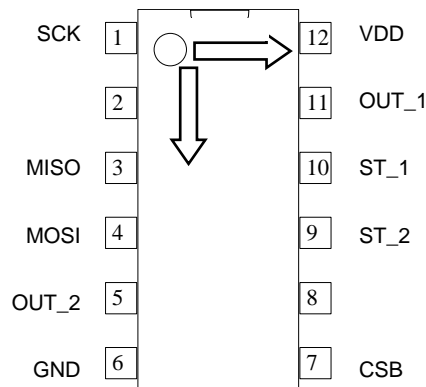 SCK 1 12 VDD
2 11 OUT_1
MISO 3 10 ST_1
MOSI 4 9 ST_2
OUT_2 5 8
GND 6 7 CSB